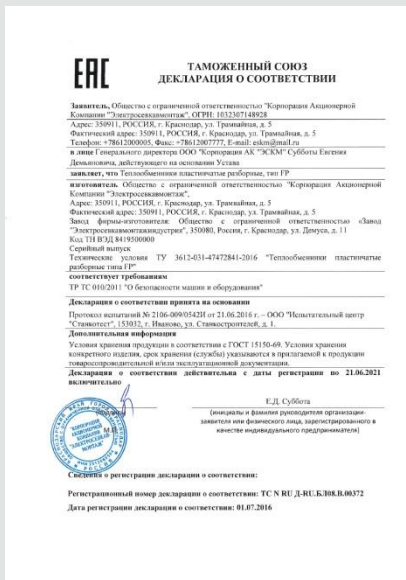 ЕАС
ТАМОЖЕННЫЙ СОЮЗ
ДЕКЛАРАЦИЯ О СООТВЕТСТВИИ
Заявитель, Общество с ограниченной ответственностью "Корпорация Акционерной
Компании "Электросевкавмонтаж", ОГРН: 1032307148928
Адрес: 350911, РОССИЯ, г. Краснодар, ул. Трамвайная, д. 5
Фактический адрес: 350911, РОССИЯ, г. Краснодар, ул. Трамвайная, д. 5
Телефон: +78612000005, Факс: +78612007777, E-mail: eskm@mail.ru
в лице Генерального директора ООО "Корпорация АК "ЭСКМ" Субботы Евгения
Демьяновича, действующего на основании Устава
заявляет, что Теплообменники пластинчатые разборные, тип FP
изготовитель Общество с ограниченной ответственностью "Корпорация Акционерной
Компании "Электросевкавмонтаж",
Адрес: 350911, РОССИЯ, г. Краснодар, ул. Трамвайная, д. 5
Фактический адрес: 350911, РОССИЯ, г. Краснодар, ул. Трамвайная, д. 5
Завод фирмы-изготовителя: Общество с ограниченной ответственностью «Завод
"Электросевкавмонтажиндустрия", 350080, Россия, г. Краснодар, ул. Демуса, д. 11
Код ТН ВЭД 8419500000
Серийный выпуск
Технические условия ТУ 3612-031-47472841-2016 "Теплообменники пластинчатые
разборные типа FP"
соответствует требованиям
ТР ТС 010/2011 "О безопасности машин и оборудования"
Декларация о соответствии принята на основании
Протокол испытаний № 2106-009/0542И от 21.06.2016 г. – ООО "Испытательный центр
"Станкотест", 153032, г. Иваново, ул. Станкостроителей, д. 1.
Дополнительная информация
Условия хранения продукции в соответствии с ГОСТ 15150-69. Условия хранения
конкретного изделия, срок хранения (службы) указываются в прилагаемой к продукции
товаросопроводительной и/или эксплуатационной документации.
Декларация о соответствии действительна с даты регистрации по 21.06.2021
включительно
Е.Д. Суббота
(инициалы и фамилия руководителя организации-
заявителя или физического лица, зарегистрированного в
качестве индивидуального предпринимателя)
М.П.
"КОРПОРАЦИЯ
АКЦИОНЕРНОЙ
КОМПАНИИ
"ЭЛЕКТРОСЕВКАВ
МОНТАЖ"
Сведения о регистрации декларации о соответствии:
Регистрационный номер декларации о соответствии: ТС N RU Д-RU.БЛ08.В.00372
Дата регистрации декларации о соответствии: 01.07.2016